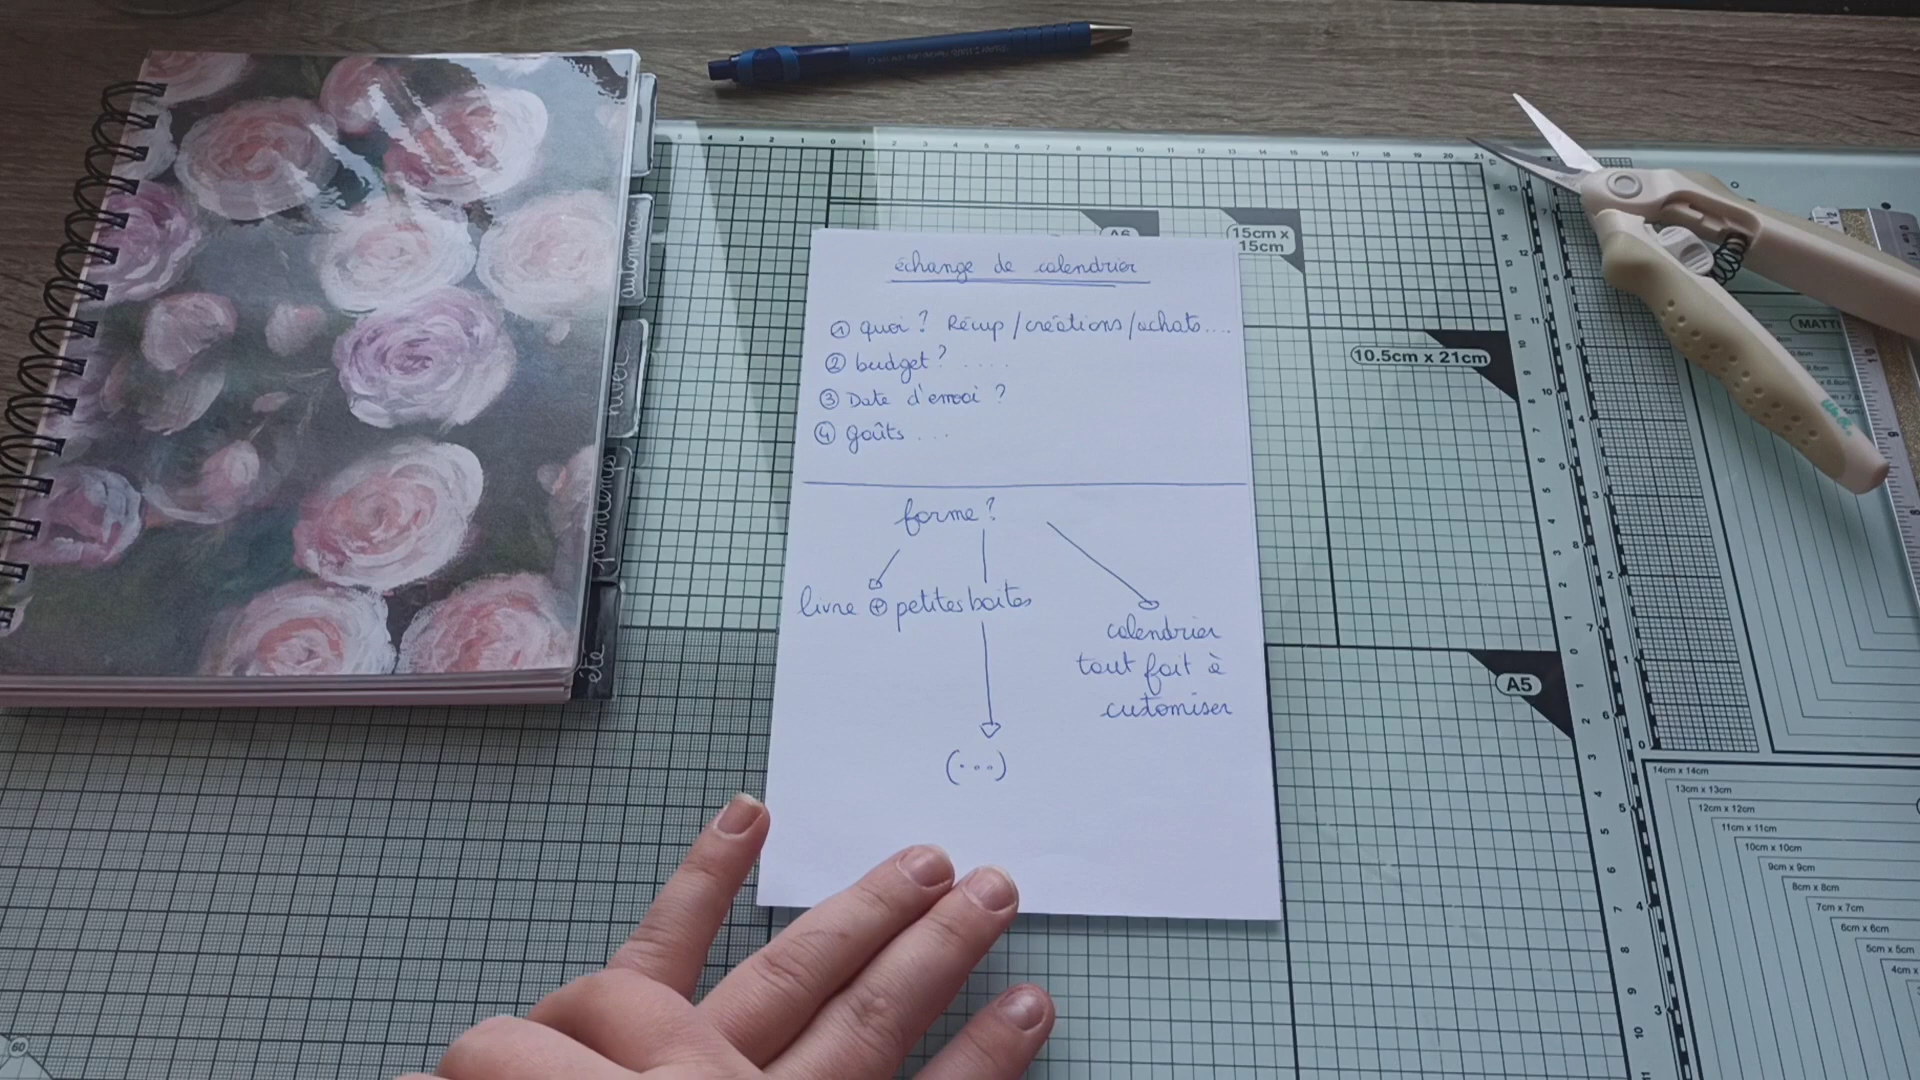 échange de calendrier
① quoi ? Récup / créations / achats....
② budget ? .....
③ Date d'envoi ?
④ goûts ...
forme ?
livre ⊕ petites boites
calendrier
tout fait à
customiser
(...)
automne
hiver
printemps
été
A6
15cm x
15cm
10.5cm x 21cm
A5
14cm x 14cm
13cm x 13cm
12cm x 12cm
11cm x 11cm
10cm x 10cm
9cm x 9cm
8cm x 8cm
7cm x 7cm
6cm x 6cm
5cm x 5cm
4cm x
60